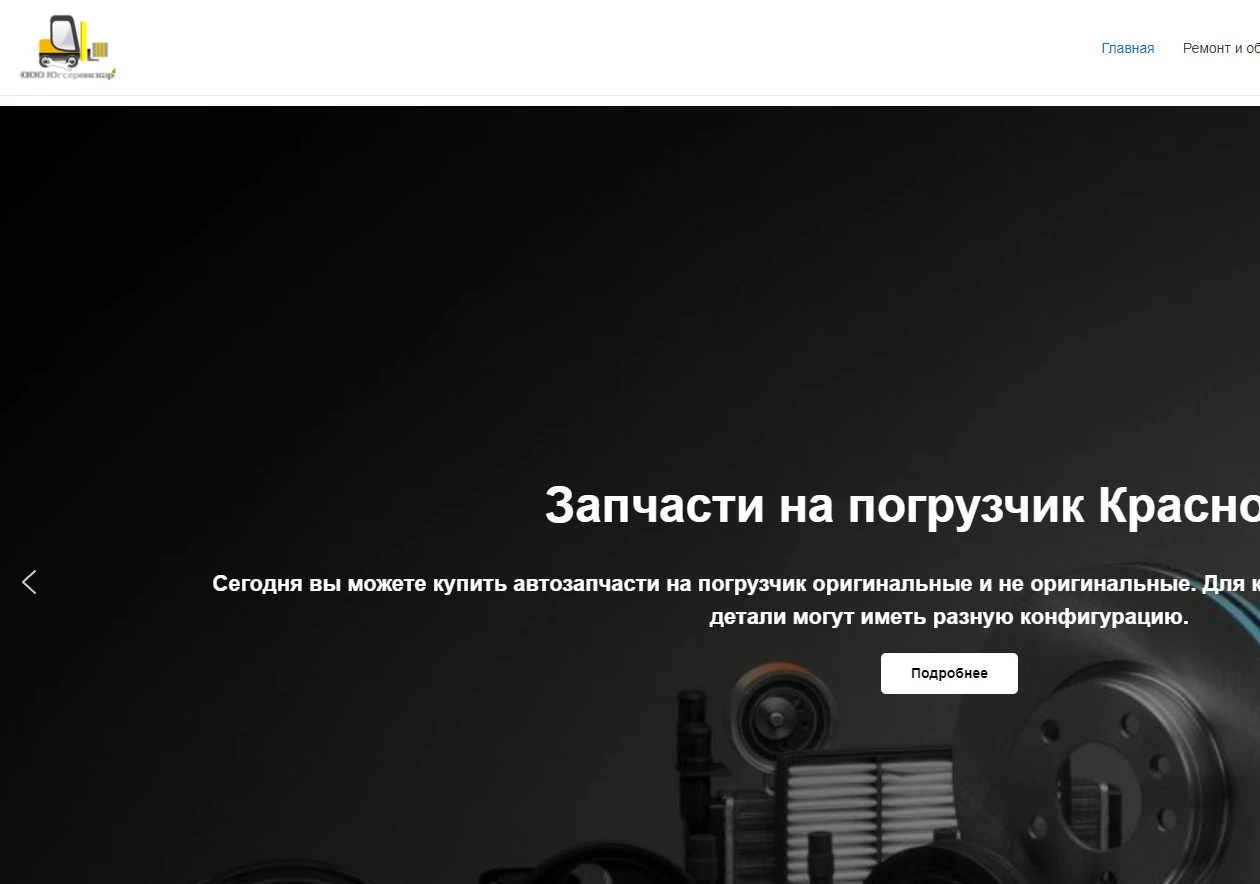 ООО Югсервискар
Главная
Ремонт и об
Запчасти на погрузчик Красно
Сегодня вы можете купить автозапчасти на погрузчик оригинальные и не оригинальные. Для к
детали могут иметь разную конфигурацию.
Подробнее